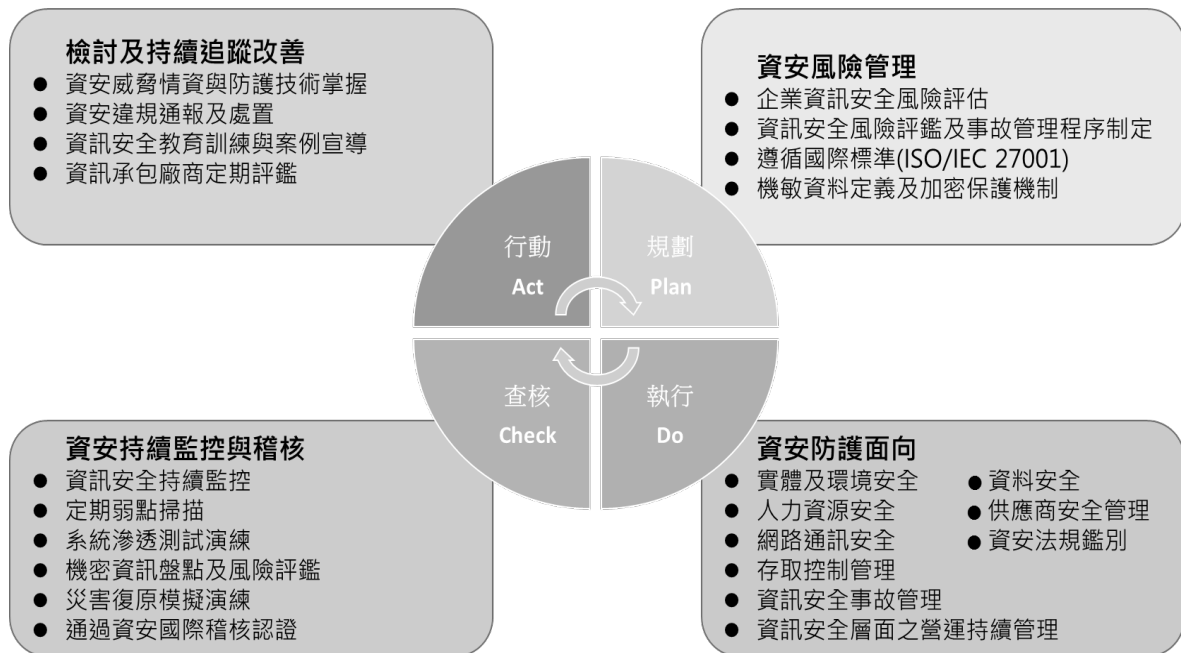 檢討及持續追蹤改善
● 資安威脅情資與防護技術掌握
● 資安違規通報及處置
● 資訊安全教育訓練與案例宣導
● 資訊承包廠商定期評鑑
資安風險管理
● 企業資訊安全風險評估
● 資訊安全風險評鑑及事故管理程序制定
● 遵循國際標準(ISO/IEC 27001)
● 機敏資料定義及加密保護機制
行動
Act
規劃
Plan
查核
Check
執行
Do
資安持續監控與稽核
● 資訊安全持續監控
● 定期弱點掃描
● 系統滲透測試演練
● 機密資訊盤點及風險評鑑
● 災害復原模擬演練
● 通過資安國際稽核認證
資安防護面向
● 實體及環境安全
● 人力資源安全
● 網路通訊安全
● 存取控制管理
● 資訊安全事故管理
● 資訊安全層面之營運持續管理
● 資料安全
● 供應商安全管理
● 資安法規鑑別